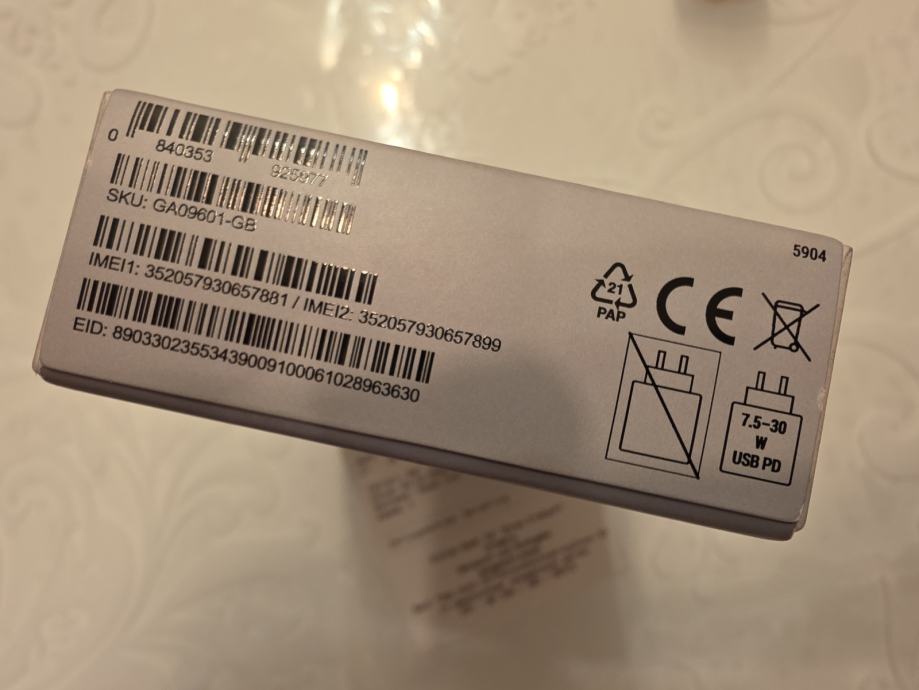 0 840353 925977
SKU: GA09601-GB
IMEI1: 352057930657881 / IMEI2: 352057930657899
EID: 89033023553439009100061028963630
5904
21
PAP
CE
7.5–30
W
USB PD